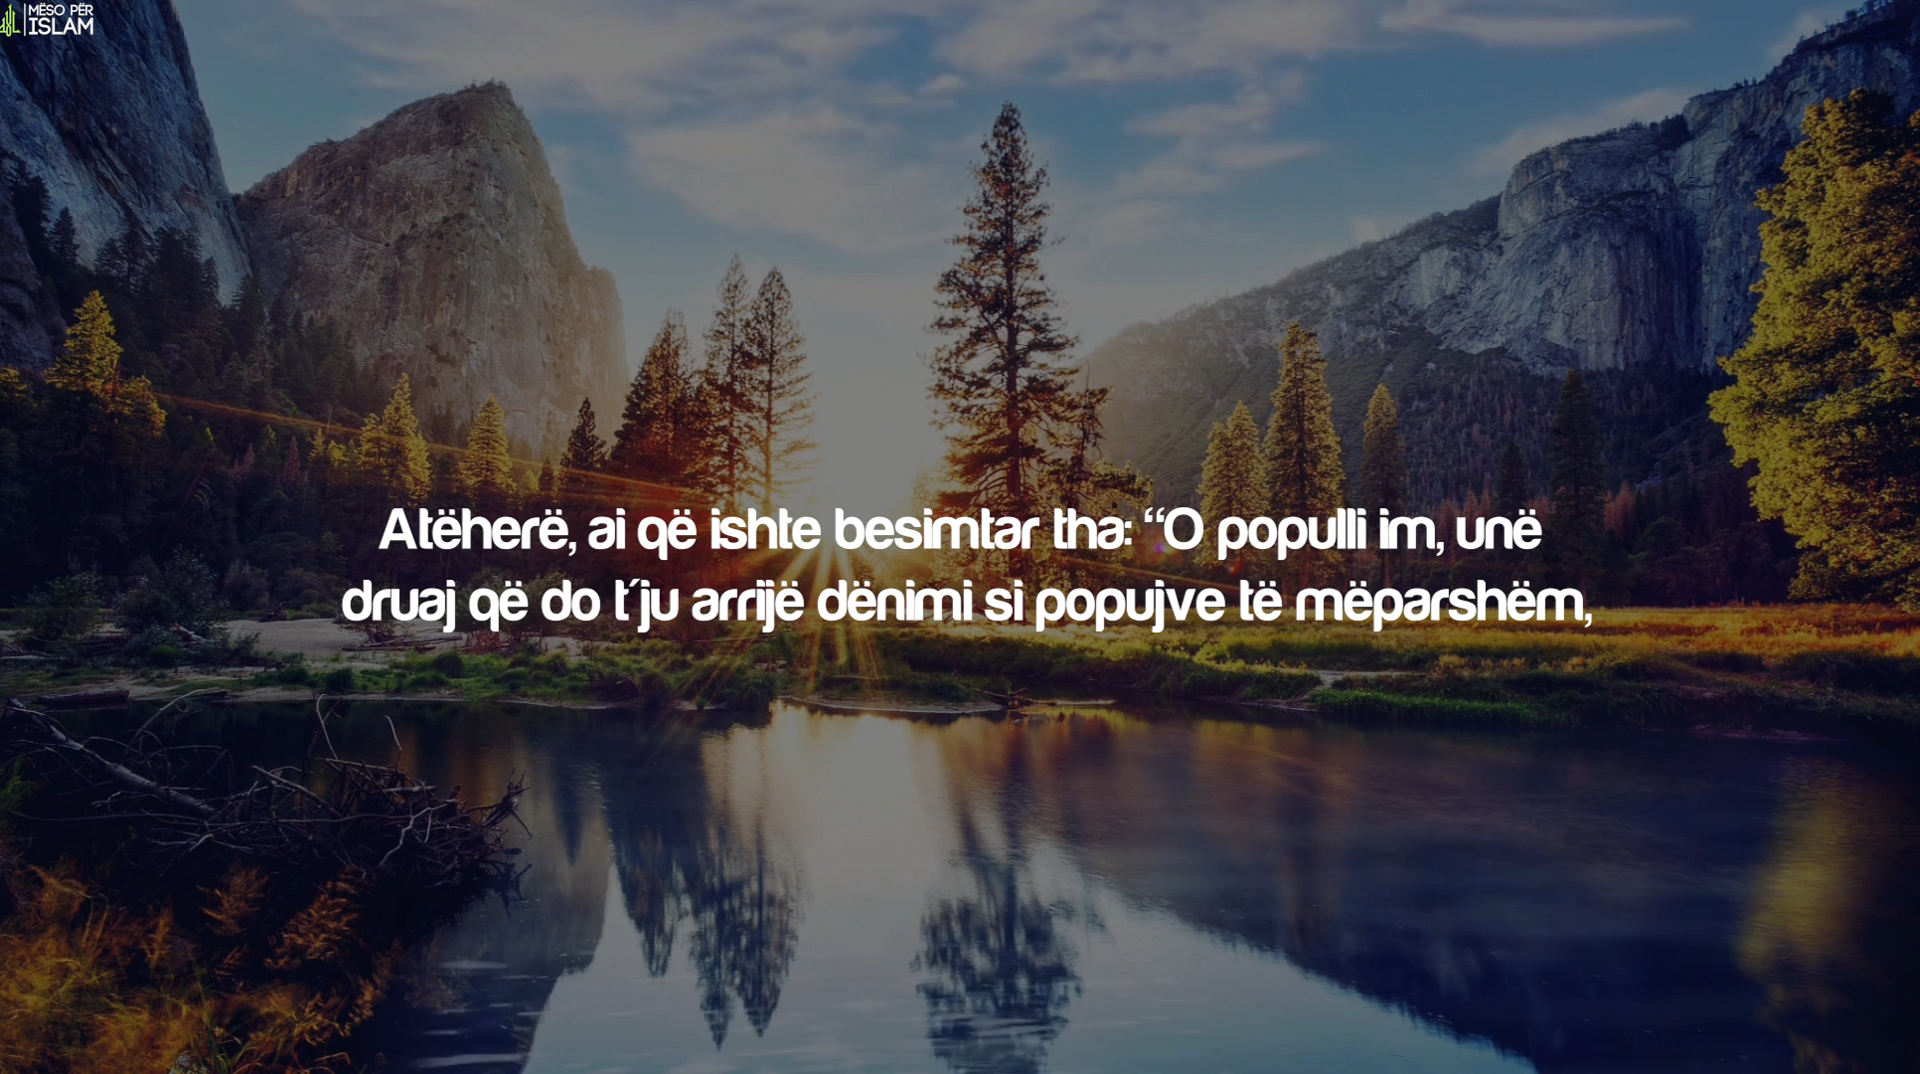 MËSO PËR
ISLAM
Atëherë, ai që ishte besimtar tha: “O populli im, unë
druaj që do t´ju arrijë dënimi si popujve të mëparshëm,